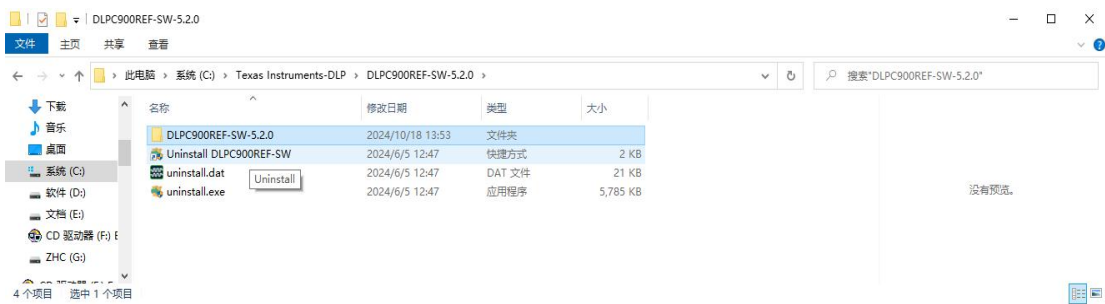 DLPC900REF-SW-5.2.0
文件 主页 共享 查看
此电脑 › 系统 (C:) › Texas Instruments-DLP › DLPC900REF-SW-5.2.0 ›
搜索"DLPC900REF-SW-5.2.0"
下载
音乐
桌面
系统 (C:)
软件 (D:)
文档 (E:)
CD 驱动器 (F:) E
ZHC (G:)
名称 修改日期 类型 大小
DLPC900REF-SW-5.2.0 2024/10/18 13:53 文件夹
Uninstall DLPC900REF-SW 2024/6/5 12:47 快捷方式 2 KB
uninstall.dat 2024/6/5 12:47 DAT 文件 21 KB
Uninstall
uninstall.exe 2024/6/5 12:47 应用程序 5,785 KB
没有预览。
4 个项目 选中 1 个项目